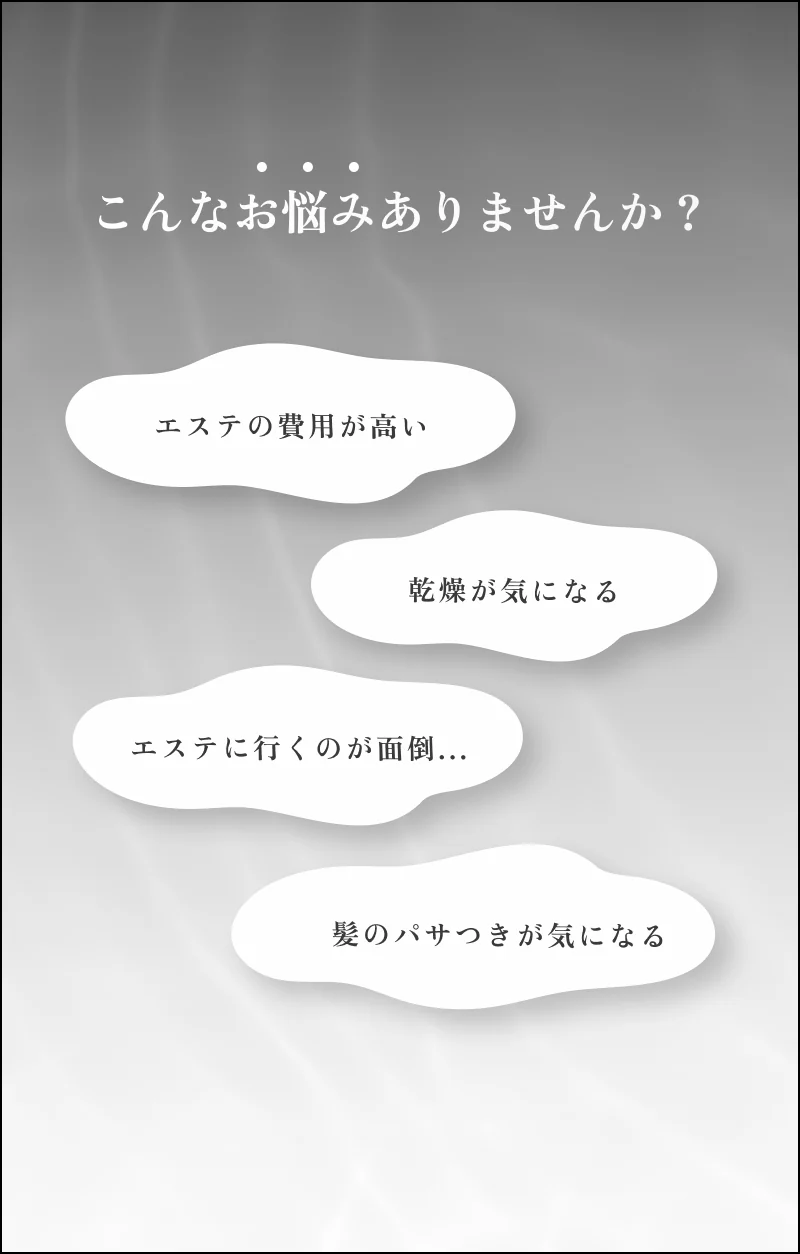 こんなお悩みありませんか？
エステの費用が高い
乾燥が気になる
エステに行くのが面倒...
髪のパサつきが気になる